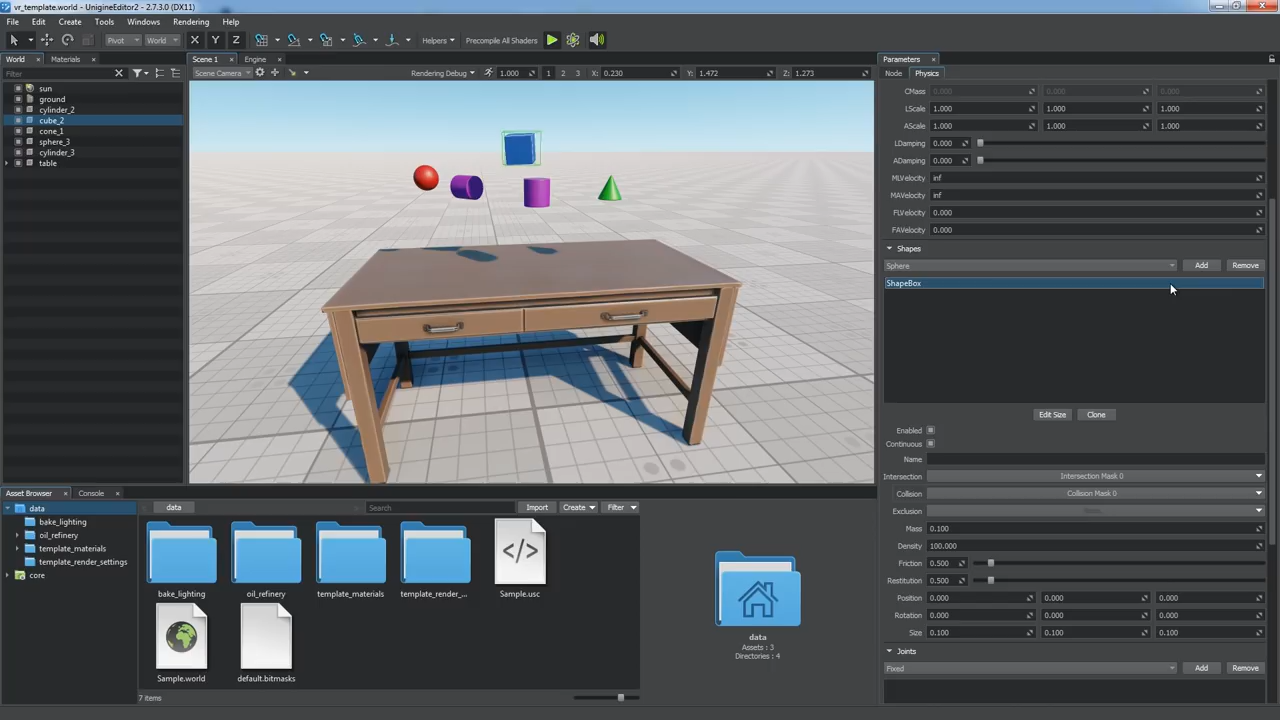 vr_template.world - UnigineEditor2 - 2.7.3.0 (DX11)
File Edit Create Tools Windows Rendering Help
Pivot World X Y Z Helpers Precompile All Shaders
World Materials
Filter
sun
ground
cylinder_2
cube_2
cone_1
sphere_3
cylinder_3
table
Scene 1 Engine
Scene Camera Rendering Debug 1.000 1 2 3 X: 0.230 Y: 1.472 Z: 1.273
Parameters
Node Physics
CMass 0.000 0.000 0.000
LScale 1.000 1.000 1.000
AScale 1.000 1.000 1.000
LDamping 0.000
ADamping 0.000
MLVelocity inf
MAVelocity inf
FLVelocity 0.000
FAVelocity 0.000
Shapes
Sphere Add Remove
ShapeBox
Edit Size Clone
Enabled
Continuous
Name
Intersection Intersection Mask 0
Collision Collision Mask 0
Exclusion
Mass 0.100
Density 100.000
Friction 0.500
Restitution 0.500
Position 0.000 0.000 0.000
Rotation 0.000 0.000 0.000
Size 0.100 0.100 0.100
Joints
Fixed Add Remove
Asset Browser Console
data
bake_lighting
oil_refinery
template_materials
template_render_settings
core
data Search Import Create Filter
bake_lighting
oil_refinery
template_materials
template_render_...
Sample.usc
Sample.world
default.bitmasks
7 items
data
Assets : 3
Directories : 4